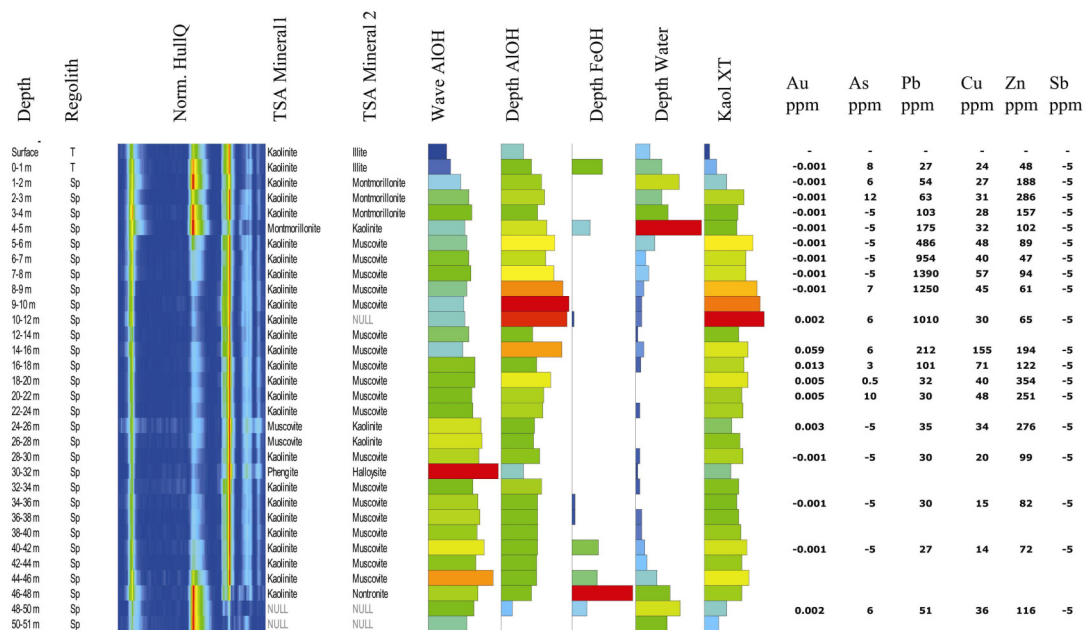 Depth Regolith Norm. HullQ TSA Mineral1 TSA Mineral 2 Wave AlOH Depth AlOH Depth FeOH Depth Water Kaol XT Au As Pb Cu Zn Sb
ppm ppm ppm ppm ppm ppm
Surface T Kaolinite Illite - - - - - -
0-1 m T Kaolinite Illite -0.001 8 27 24 48 -5
1-2 m Sp Kaolinite Montmorillonite -0.001 6 54 27 188 -5
2-3 m Sp Kaolinite Montmorillonite -0.001 12 63 31 286 -5
3-4 m Sp Kaolinite Montmorillonite -0.001 -5 103 28 157 -5
4-5 m Sp Montmorillonite Kaolinite -0.001 -5 175 32 102 -5
5-6 m Sp Kaolinite Muscovite -0.001 -5 486 48 89 -5
6-7 m Sp Kaolinite Muscovite -0.001 -5 954 40 47 -5
7-8 m Sp Kaolinite Muscovite -0.001 -5 1390 57 94 -5
8-9 m Sp Kaolinite Muscovite -0.001 7 1250 45 61 -5
9-10 m Sp Kaolinite Muscovite
10-12 m Sp Kaolinite NULL 0.002 6 1010 30 65 -5
12-14 m Sp Kaolinite Muscovite
14-16 m Sp Kaolinite Muscovite 0.059 6 212 155 194 -5
16-18 m Sp Kaolinite Muscovite 0.013 3 101 71 122 -5
18-20 m Sp Kaolinite Muscovite 0.005 0.5 32 40 354 -5
20-22 m Sp Kaolinite Muscovite 0.005 10 30 48 251 -5
22-24 m Sp Kaolinite Muscovite
24-26 m Sp Muscovite Kaolinite 0.003 -5 35 34 276 -5
26-28 m Sp Muscovite Kaolinite
28-30 m Sp Kaolinite Muscovite -0.001 -5 30 20 99 -5
30-32 m Sp Phengite Halloysite
32-34 m Sp Kaolinite Muscovite
34-36 m Sp Kaolinite Muscovite -0.001 -5 30 15 82 -5
36-38 m Sp Kaolinite Muscovite
38-40 m Sp Kaolinite Muscovite
40-42 m Sp Kaolinite Muscovite -0.001 -5 27 14 72 -5
42-44 m Sp Kaolinite Muscovite
44-46 m Sp Kaolinite Muscovite
46-48 m Sp Kaolinite Nontronite
48-50 m Sp NULL NULL 0.002 6 51 36 116 -5
50-51 m Sp NULL NULL